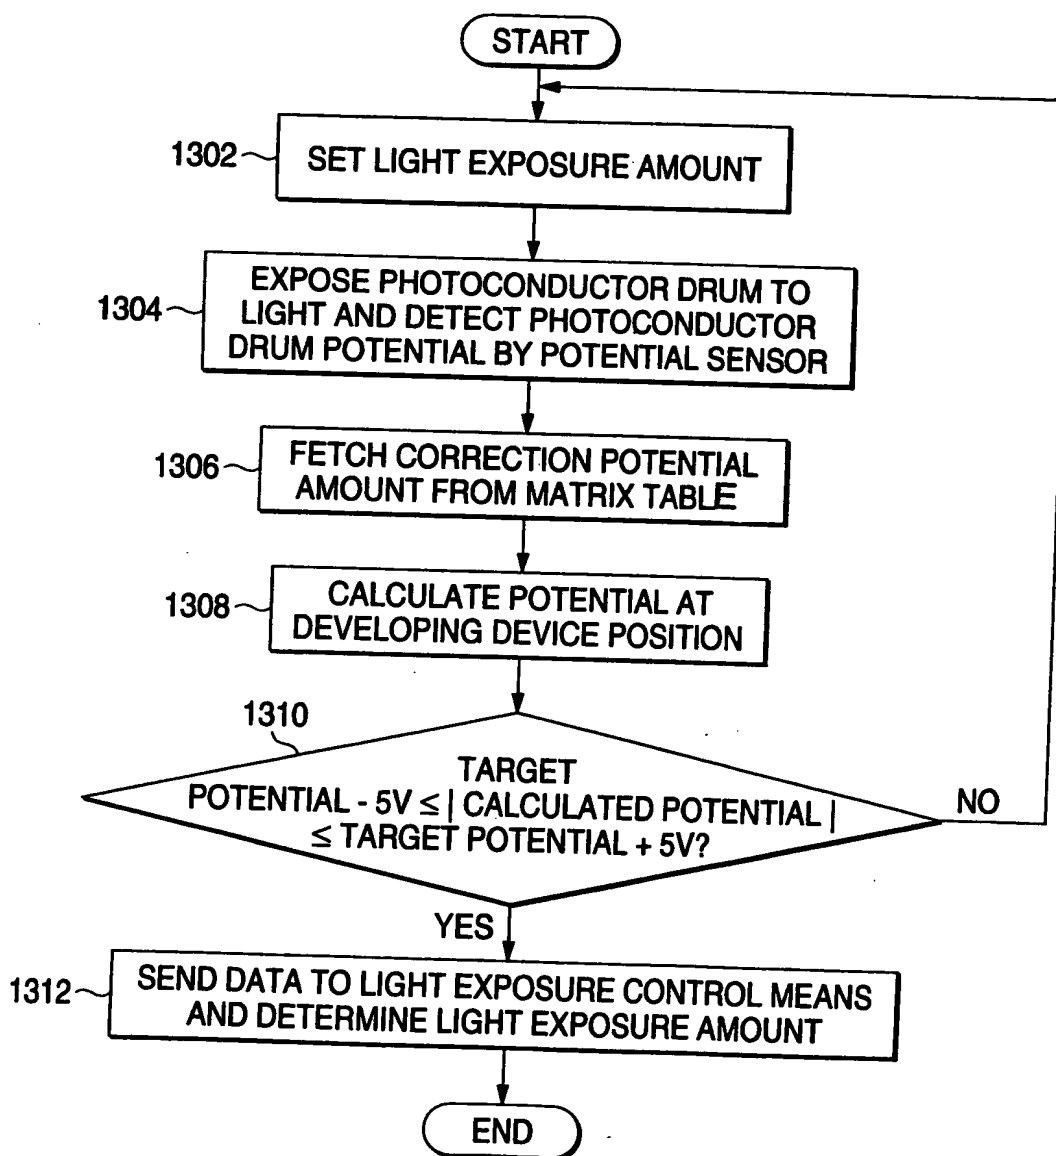 START
1302
SET LIGHT EXPOSURE AMOUNT
1304
EXPOSE PHOTOCONDUCTOR DRUM TO
LIGHT AND DETECT PHOTOCONDUCTOR
DRUM POTENTIAL BY POTENTIAL SENSOR
1306
FETCH CORRECTION POTENTIAL
AMOUNT FROM MATRIX TABLE
1308
CALCULATE POTENTIAL AT
DEVELOPING DEVICE POSITION
1310
TARGET
POTENTIAL - 5V ≤ | CALCULATED POTENTIAL |
≤ TARGET POTENTIAL + 5V?
NO
YES
1312
SEND DATA TO LIGHT EXPOSURE CONTROL MEANS
AND DETERMINE LIGHT EXPOSURE AMOUNT
END